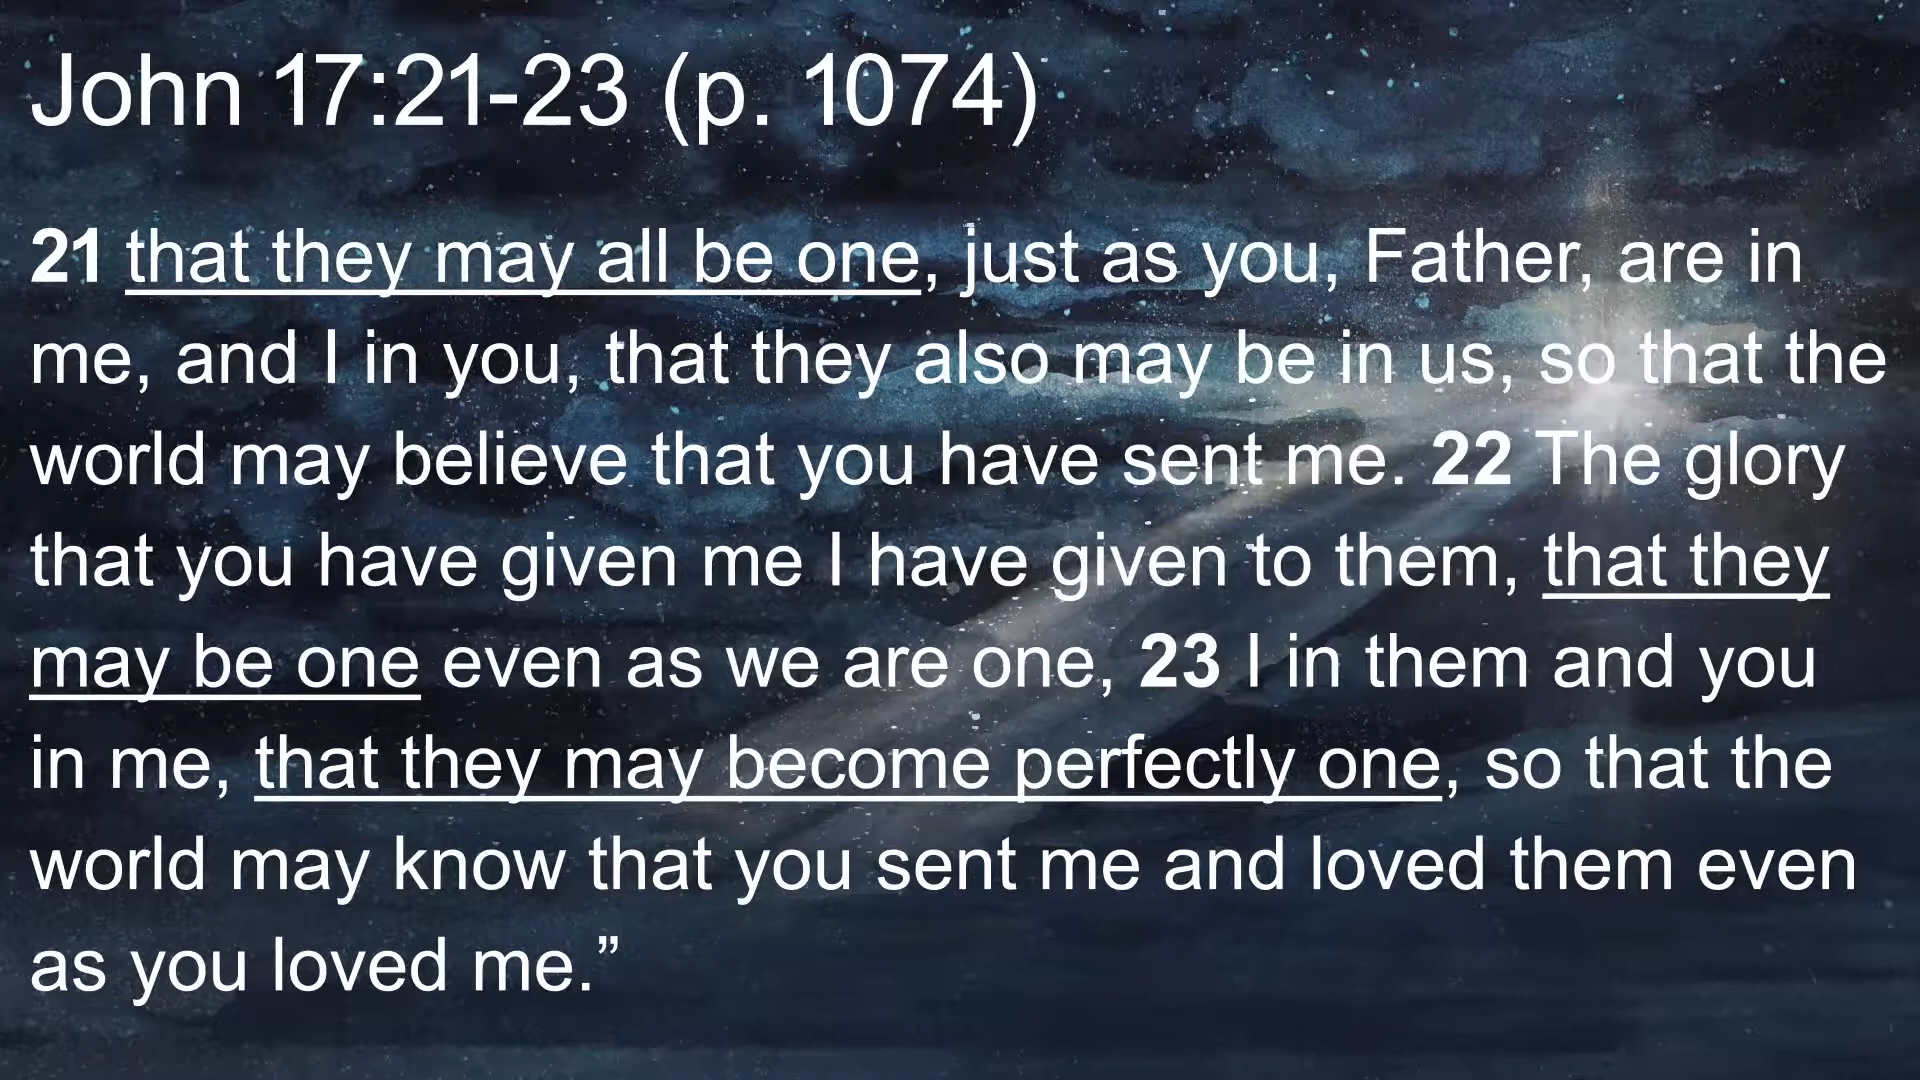 John 17:21-23 (p. 1074)
21 that they may all be one, just as you, Father, are in
me, and I in you, that they also may be in us, so that the
world may believe that you have sent me. 22 The glory
that you have given me I have given to them, that they
may be one even as we are one, 23 I in them and you
in me, that they may become perfectly one, so that the
world may know that you sent me and loved them even
as you loved me.”